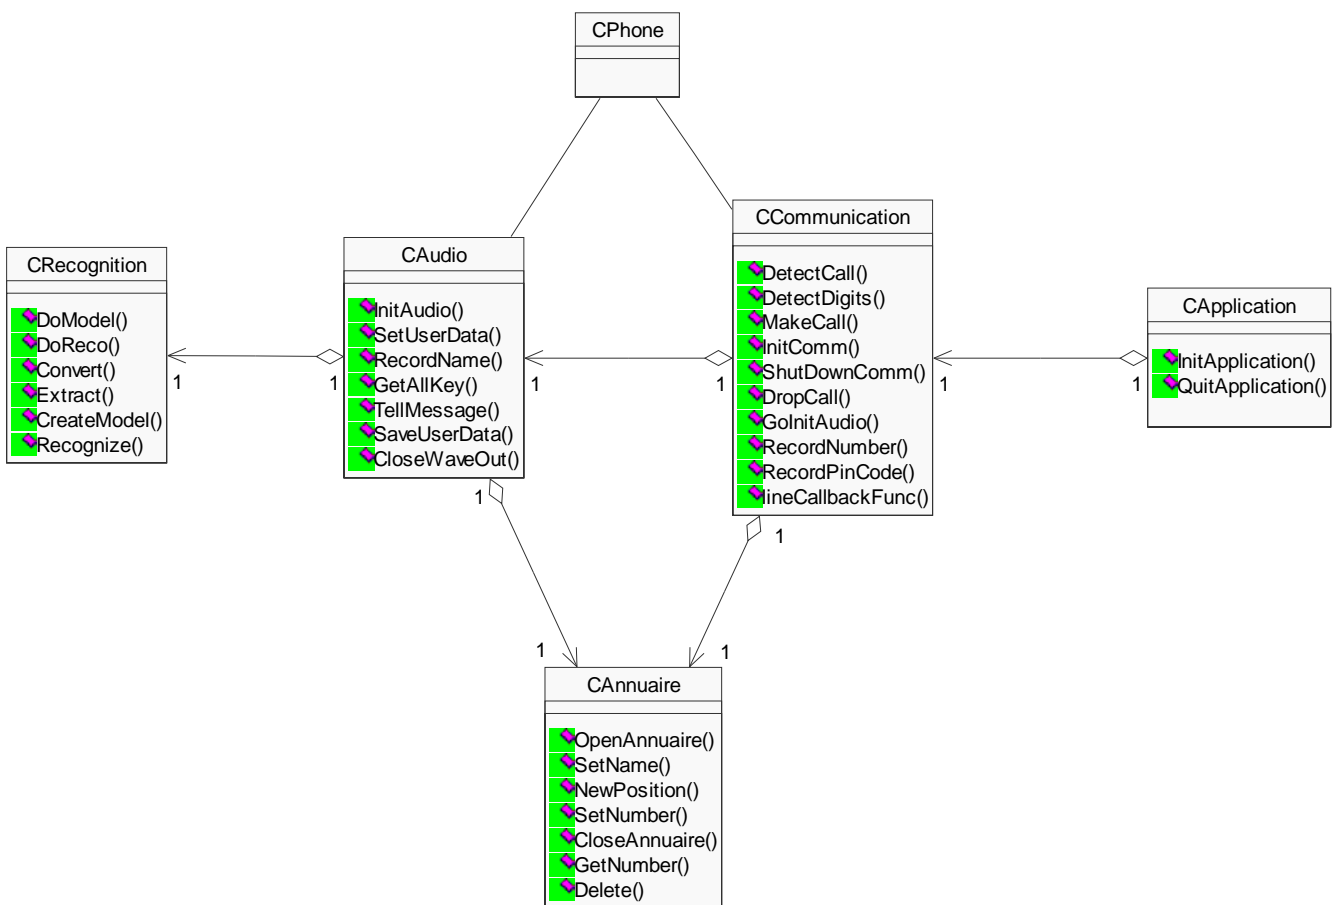 CPhone
CCommunication
DetectCall()
DetectDigits()
MakeCall()
InitComm()
ShutDownComm()
DropCall()
GoInitAudio()
RecordNumber()
RecordPinCode()
lineCallbackFunc()
CAudio
InitAudio()
SetUserData()
RecordName()
GetAllKey()
TellMessage()
SaveUserData()
CloseWaveOut()
CRecognition
DoModel()
DoReco()
Convert()
Extract()
CreateModel()
Recognize()
CApplication
InitApplication()
QuitApplication()
1
1
1
1
1
1
1
1
1
1
CAnnuaire
OpenAnnuaire()
SetName()
NewPosition()
SetNumber()
CloseAnnuaire()
GetNumber()
Delete()